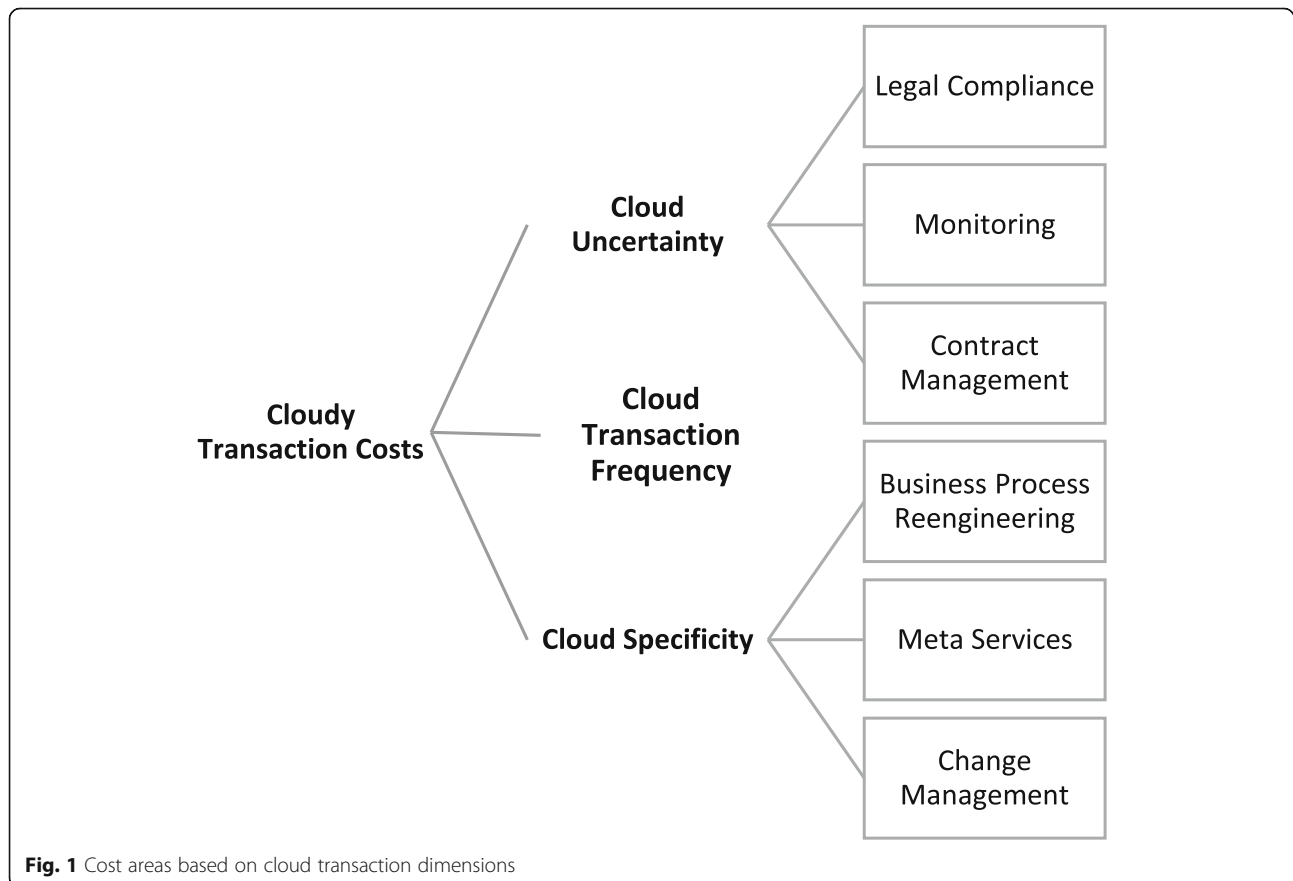 Cloudy
Transaction Costs
Cloud
Uncertainty
Cloud
Transaction
Frequency
Cloud Specificity
Legal Compliance
Monitoring
Contract
Management
Business Process
Reengineering
Meta Services
Change
Management
Fig. 1 Cost areas based on cloud transaction dimensions